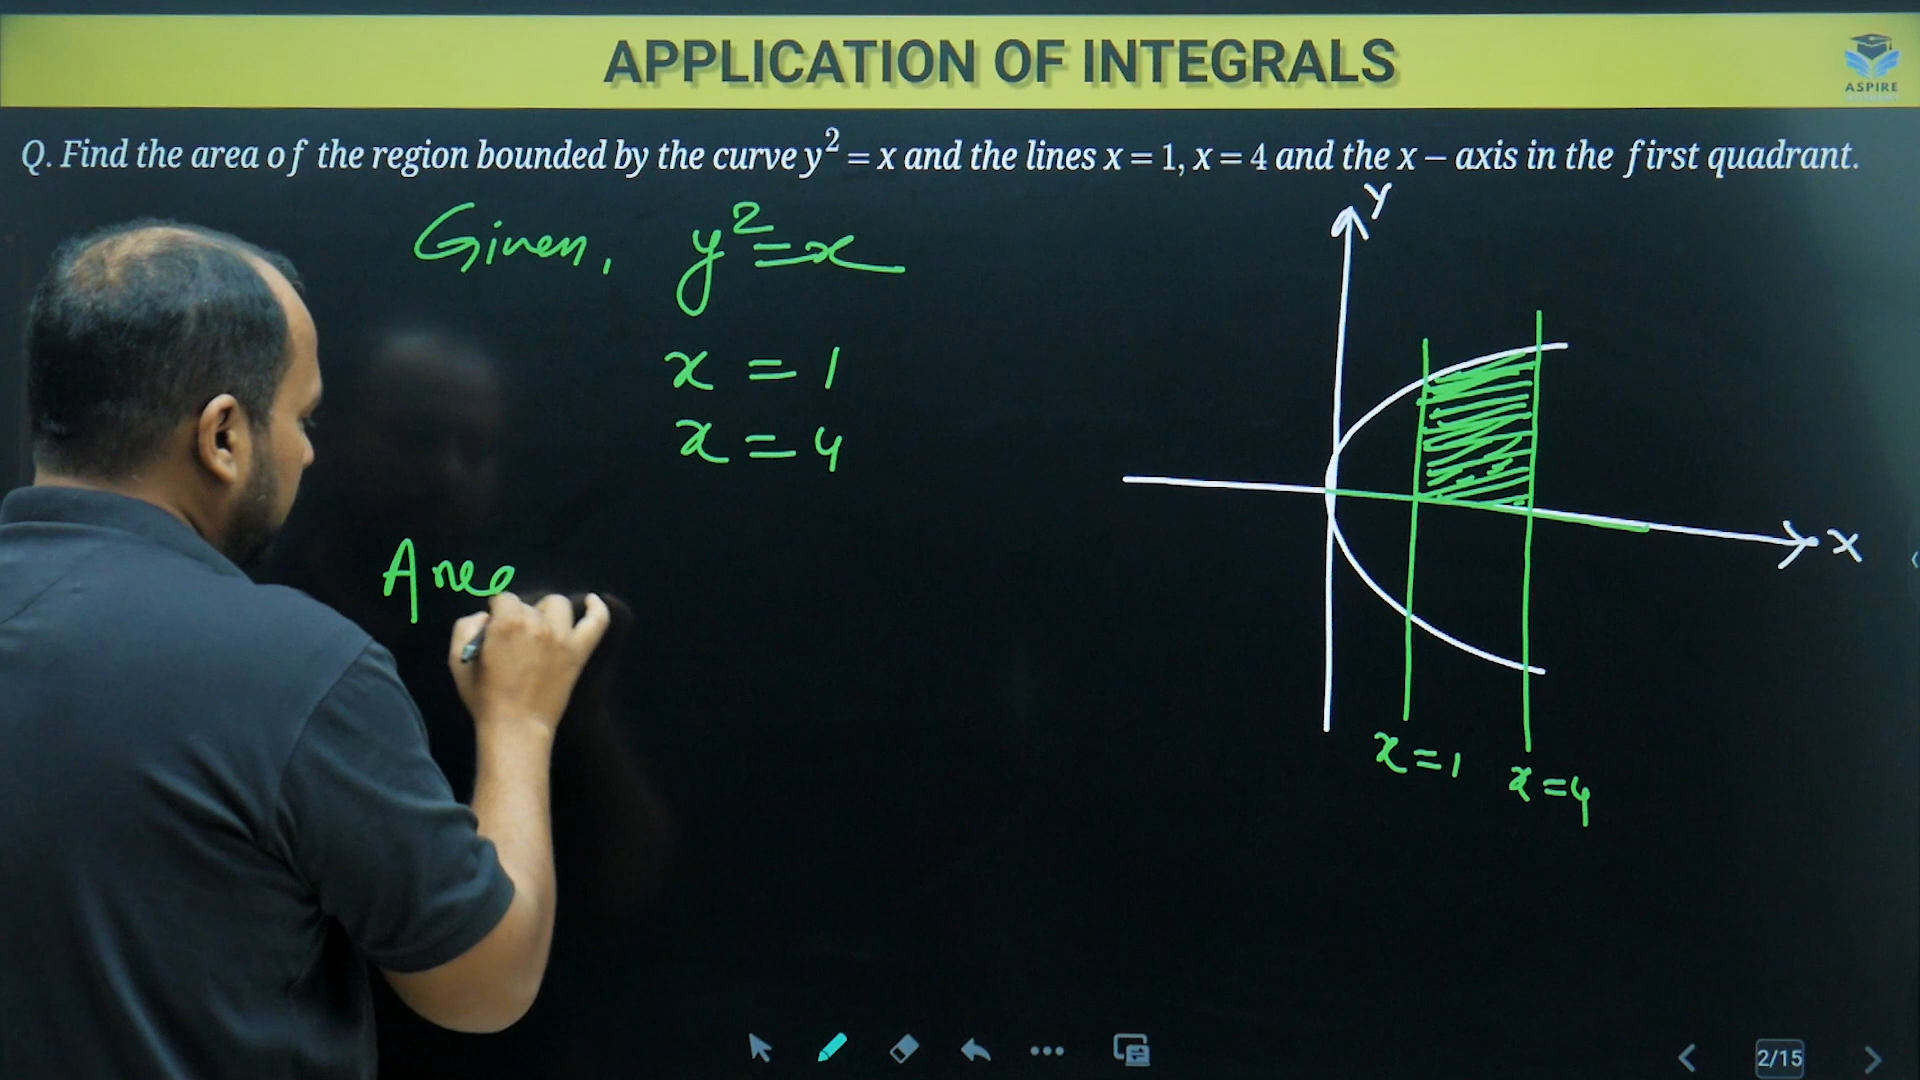 APPLICATION OF INTEGRALS
ASPIRE
Q. Find the area of the region bounded by the curve y² = x and the lines x = 1, x = 4 and the x – axis in the first quadrant.
Given, y² = x
x = 1
x = 4
Area
Y
X
x = 1
x = 4
2/15